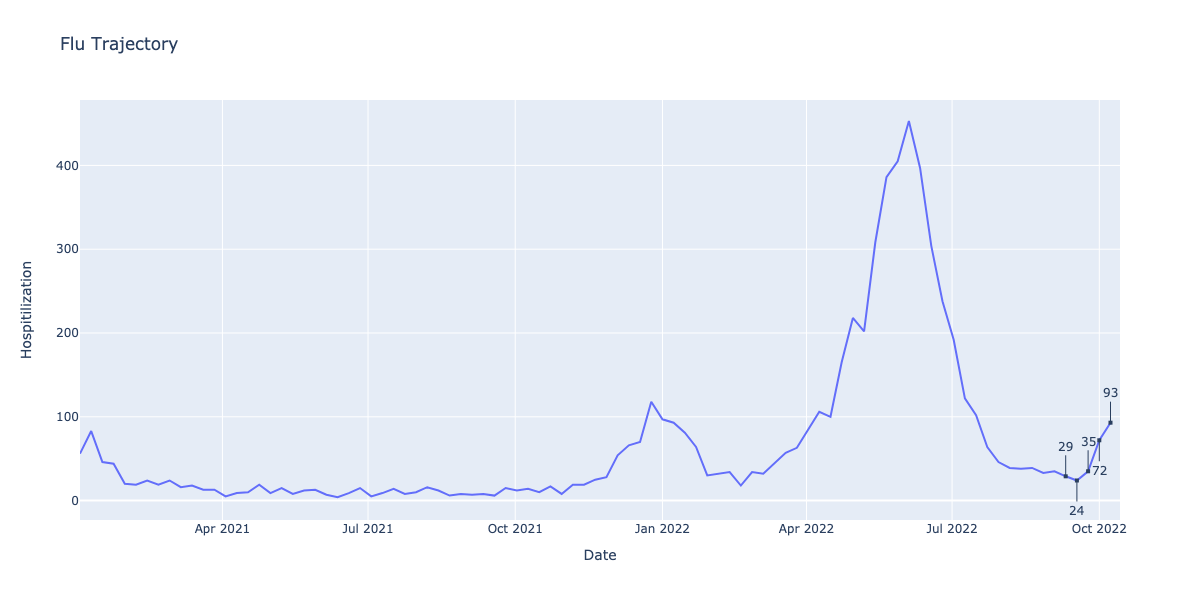 Flu Trajectory
Hospitilization
400
300
200
100
0
93
29
35
72
24
Apr 2021
Jul 2021
Oct 2021
Jan 2022
Apr 2022
Jul 2022
Oct 2022
Date